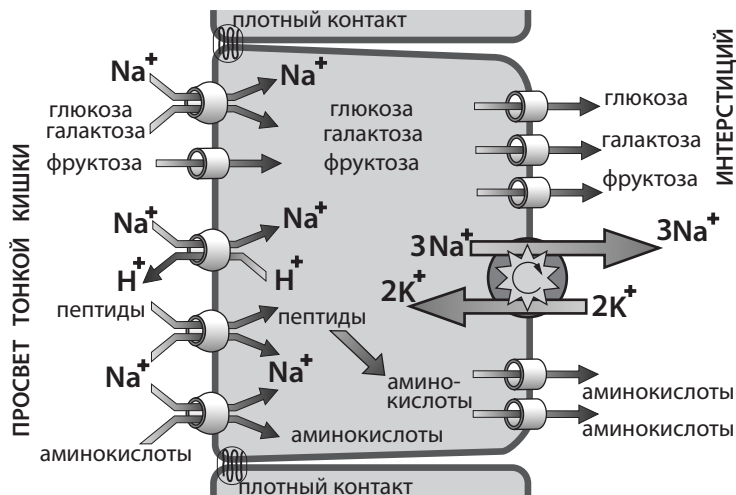 плотный контакт
Na+
Na+
глюкоза
галактоза
глюкоза
галактоза
фруктоза
фруктоза
глюкоза
галактоза
фруктоза
ПРОСВЕТ ТОНКОЙ КИШКИ
ИНТЕРСТИЦИЙ
Na+
Na+
H+
H+
3Na+
3Na+
2K+
2K+
пептиды
пептиды
Na+
Na+
амино-
кислоты
аминокислоты
аминокислоты
аминокислоты
аминокислоты
плотный контакт